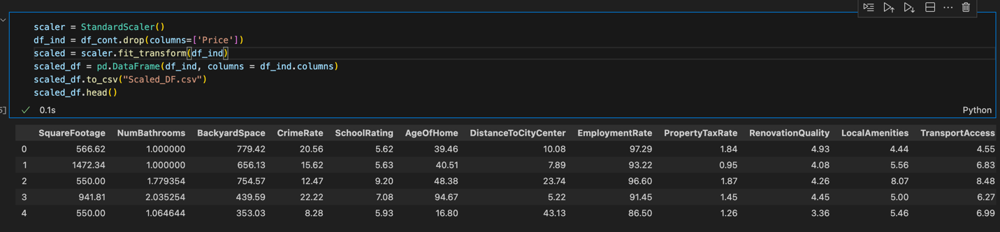 scaler = StandardScaler()
df_ind = df_cont.drop(columns=['Price'])
scaled = scaler.fit_transform(df_ind)
scaled_df = pd.DataFrame(df_ind, columns = df_ind.columns)
scaled_df.to_csv("Scaled_DF.csv")
scaled_df.head()
5] 0.1s Python
SquareFootage NumBathrooms BackyardSpace CrimeRate SchoolRating AgeOfHome DistanceToCityCenter EmploymentRate PropertyTaxRate RenovationQuality LocalAmenities TransportAccess
0 566.62 1.000000 779.42 20.56 5.62 39.46 10.08 97.29 1.84 4.93 4.44 4.55
1 1472.34 1.000000 656.13 15.62 5.63 40.51 7.89 93.22 0.95 4.08 5.56 6.83
2 550.00 1.779354 754.57 12.47 9.20 48.38 23.74 96.60 1.87 4.26 8.07 8.48
3 941.81 2.035254 439.59 22.22 7.08 94.67 5.22 91.45 1.45 4.45 5.00 6.27
4 550.00 1.064644 353.03 8.28 5.93 16.80 43.13 86.50 1.26 3.36 5.46 6.99